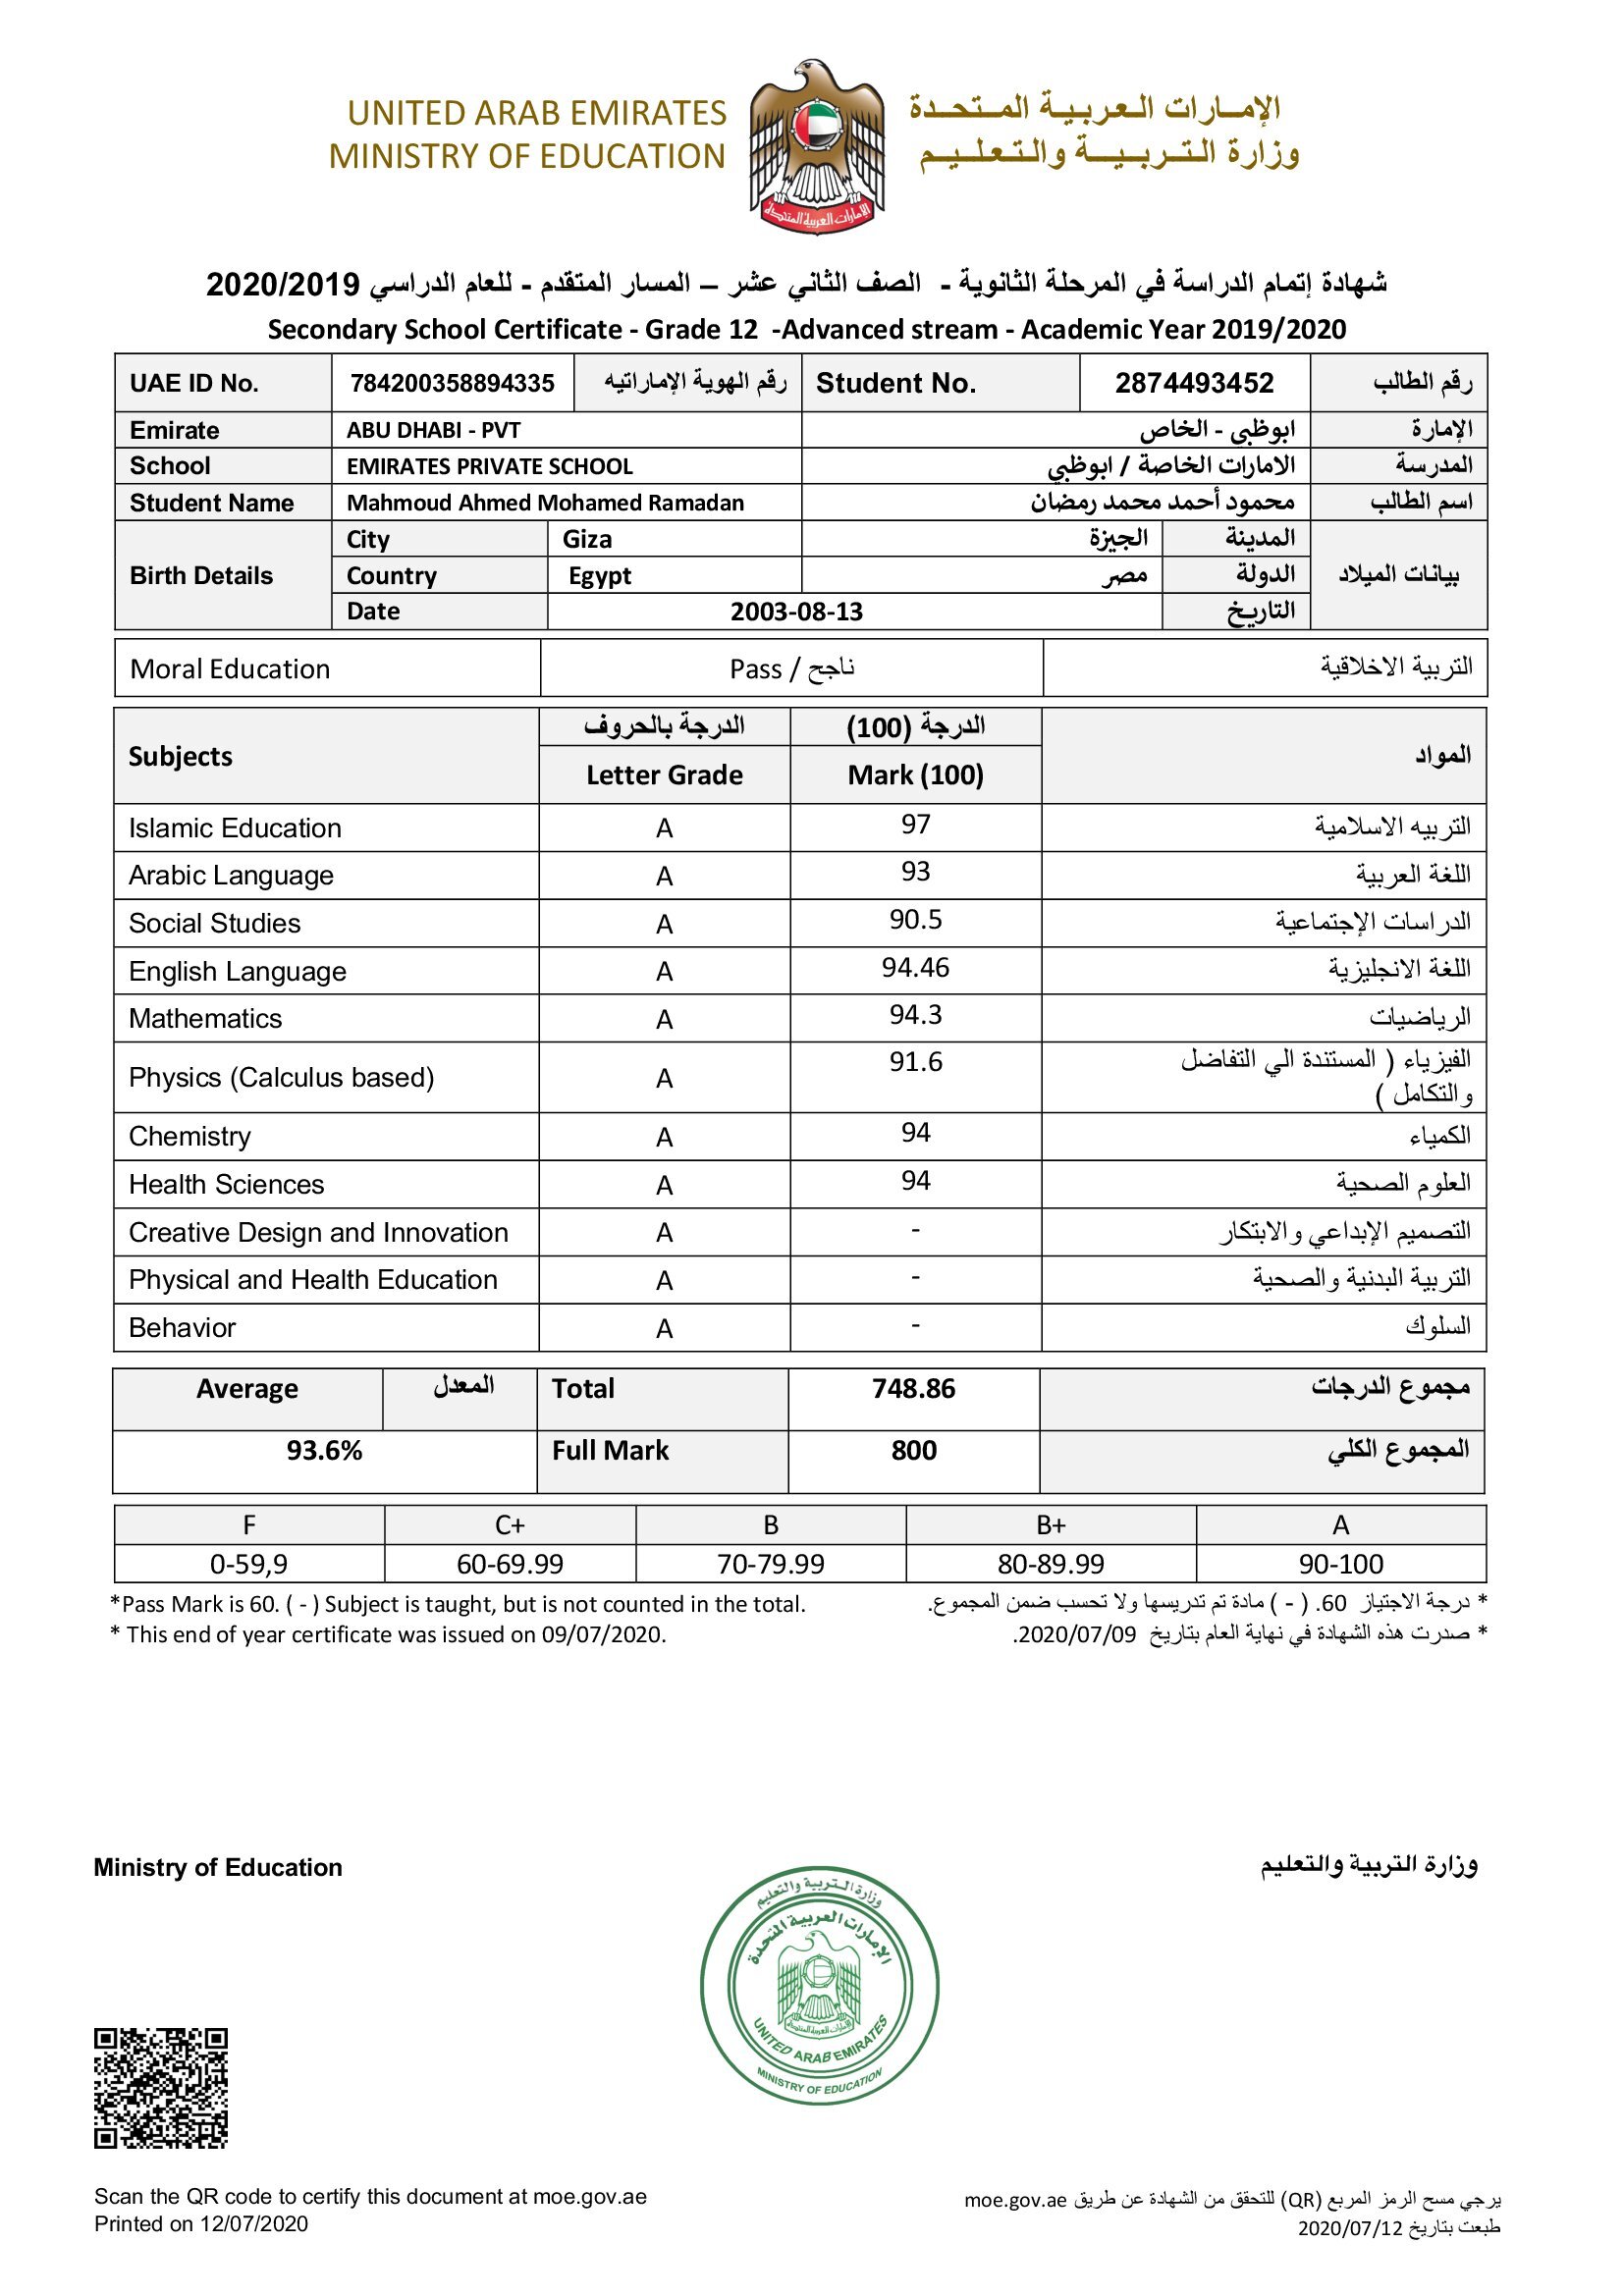 UNITED ARAB EMIRATES
MINISTRY OF EDUCATION
الإمـــارات الـعـربـيـة الـمــتـحــدة
وزارة الـتـربـيـــة والـتـعـلـيـم
الإمارات العربية المتحدة
شهادة إتمام الدراسة في المرحلة الثانوية - الصف الثاني عشر – المسار المتقدم - للعام الدراسي 2020/2019
Secondary School Certificate - Grade 12 -Advanced stream - Academic Year 2019/2020
UAE ID No. 784200358894335 رقم الهوية الإماراتيه Student No. 2874493452 رقم الطالب
Emirate ABU DHABI - PVT ابوظبي - الخاص الإمارة
School EMIRATES PRIVATE SCHOOL الامارات الخاصة / ابوظبي المدرسة
Student Name Mahmoud Ahmed Mohamed Ramadan محمود أحمد محمد رمضان اسم الطالب
City Giza الجيزة المدينة
Birth Details Country Egypt مصر الدولة بيانات الميلاد
Date 2003-08-13 التاريخ
Moral Education Pass / ناجح التربية الاخلاقية
Subjects الدرجة بالحروف الدرجة (100) المواد
Letter Grade Mark (100)
Islamic Education A 97 التربيه الاسلامية
Arabic Language A 93 اللغة العربية
Social Studies A 90.5 الدراسات الإجتماعية
English Language A 94.46 اللغة الانجليزية
Mathematics A 94.3 الرياضيات
Physics (Calculus based) A 91.6 الفيزياء ( المستندة الي التفاضل
والتكامل )
Chemistry A 94 الكمياء
Health Sciences A 94 العلوم الصحية
Creative Design and Innovation A - التصميم الإبداعي والابتكار
Physical and Health Education A - التربية البدنية والصحية
Behavior A - السلوك
Average المعدل Total 748.86 مجموع الدرجات
93.6% Full Mark 800 المجموع الكلي
F C+ B B+ A
0-59,9 60-69.99 70-79.99 80-89.99 90-100
*Pass Mark is 60. ( - ) Subject is taught, but is not counted in the total.
* درجة الاجتياز 60. ( - ) مادة تم تدريسها ولا تحسب ضمن المجموع.
* This end of year certificate was issued on 09/07/2020.
* صدرت هذه الشهادة في نهاية العام بتاريخ 2020/07/09.
Ministry of Education
وزارة التربية والتعليم
وزارة الـتـربية والتعليم
الإمارات العربية المتحدة
الإمارات العربية المتحدة
UNITED ARAB EMIRATES
MINISTRY OF EDUCATION
Scan the QR code to certify this document at moe.gov.ae
يرجي مسح الرمز المربع (QR) للتحقق من الشهادة عن طريق moe.gov.ae
Printed on 12/07/2020
طبعت بتاريخ 2020/07/12